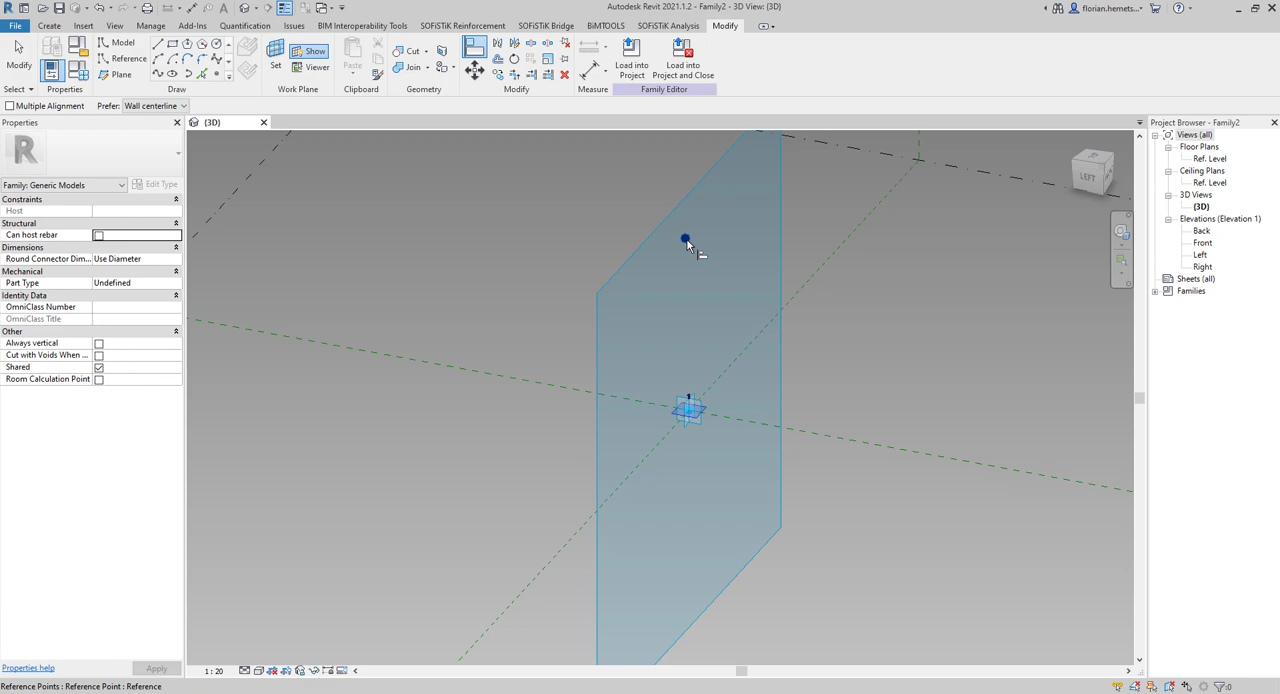 Autodesk Revit 2021.1.2 - Family2 - 3D View: {3D}
florian.hernets...
File Create Insert View Manage Add-Ins Quantification Issues BIM Interoperability Tools SOFiSTiK Reinforcement SOFiSTiK Bridge BiMTOOLS SOFiSTiK Analysis Modify
Modify
Model
Reference
Plane
Set
Show
Viewer
Paste
Cut
Join
Load into Project
Load into Project and Close
Select Properties Draw Work Plane Clipboard Geometry Modify Measure Family Editor
Multiple Alignment Prefer: Wall centerline
Properties
{3D}
Project Browser - Family2
R
Family: Generic Models Edit Type
Constraints
Host
Structural
Can host rebar
Dimensions
Round Connector Dim... Use Diameter
Mechanical
Part Type Undefined
Identity Data
OmniClass Number
OmniClass Title
Other
Always vertical
Cut with Voids When ...
Shared
Room Calculation Point
Properties help Apply
LEFT
1
Views (all)
Floor Plans
Ref. Level
Ceiling Plans
Ref. Level
3D Views
{3D}
Elevations (Elevation 1)
Back
Front
Left
Right
Sheets (all)
Families
1 : 20
Reference Points : Reference Point : Reference
:0